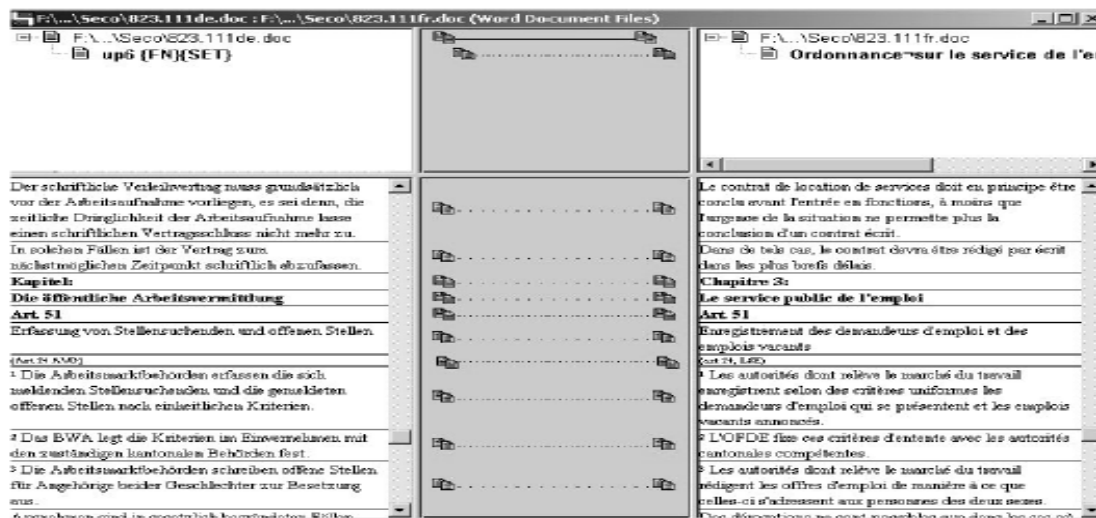 F:\...\Seco\823.111de.doc : F:\...\Seco\823.111fr.doc (Word Document Files)
F:\...\Seco\823.111de.doc
up6 {FN}{SET}
F:\...\Seco\823.111fr.doc
Ordonnance¬sur le service de l'e
Der schriftliche Verleihvertrag muss grundsätzlich
vor der Arbeitsaufnahme vorliegen, es sei denn, die
zeitliche Dringlichkeit der Arbeitsaufnahme lasse
einen schriftlichen Vertragsschluss nicht mehr zu.
In solchen Fällen ist der Vertrag zum
nächstmöglichen Zeitpunkt schriftlich abzufassen.
Kapitel:
Die öffentliche Arbeitsvermittlung
Art. 51
Erfassung von Stellensuchenden und offenen Stellen
(Art. 24 AVG)
¹ Die Arbeitsmarktbehörden erfassen die sich
meldenden Stellensuchenden und die gemeldeten
offenen Stellen nach einheitlichen Kriterien.
² Das BWA legt die Kriterien im Einvernehmen mit
den zuständigen kantonalen Behörden fest.
³ Die Arbeitsmarktbehörden schreiben offene Stellen
für Angehörige beider Geschlechter zur Besetzung
aus.
Le contrat de location de services doit en principe être
conclu avant l'entrée en fonctions, à moins que
l'urgence de la situation ne permette plus la
conclusion d'un contrat écrit.
Dans de tels cas, le contrat devra être rédigé par écrit
dans les plus brefs délais.
Chapitre 3:
Le service public de l'emploi
Art. 51
Enregistrement des demandeurs d'emploi et des
emplois vacants
(art. 24, LSE)
¹ Les autorités dont relève le marché du travail
enregistrent selon des critères uniformes les
demandeurs d'emploi qui se présentent et les emplois
vacants annoncés.
² L'OFDE fixe ces critères d'entente avec les autorités
cantonales compétentes.
³ Les autorités dont relève le marché du travail
rédigent les offres d'emploi de manière à ce que
celles-ci s'adressent aux personnes des deux sexes.